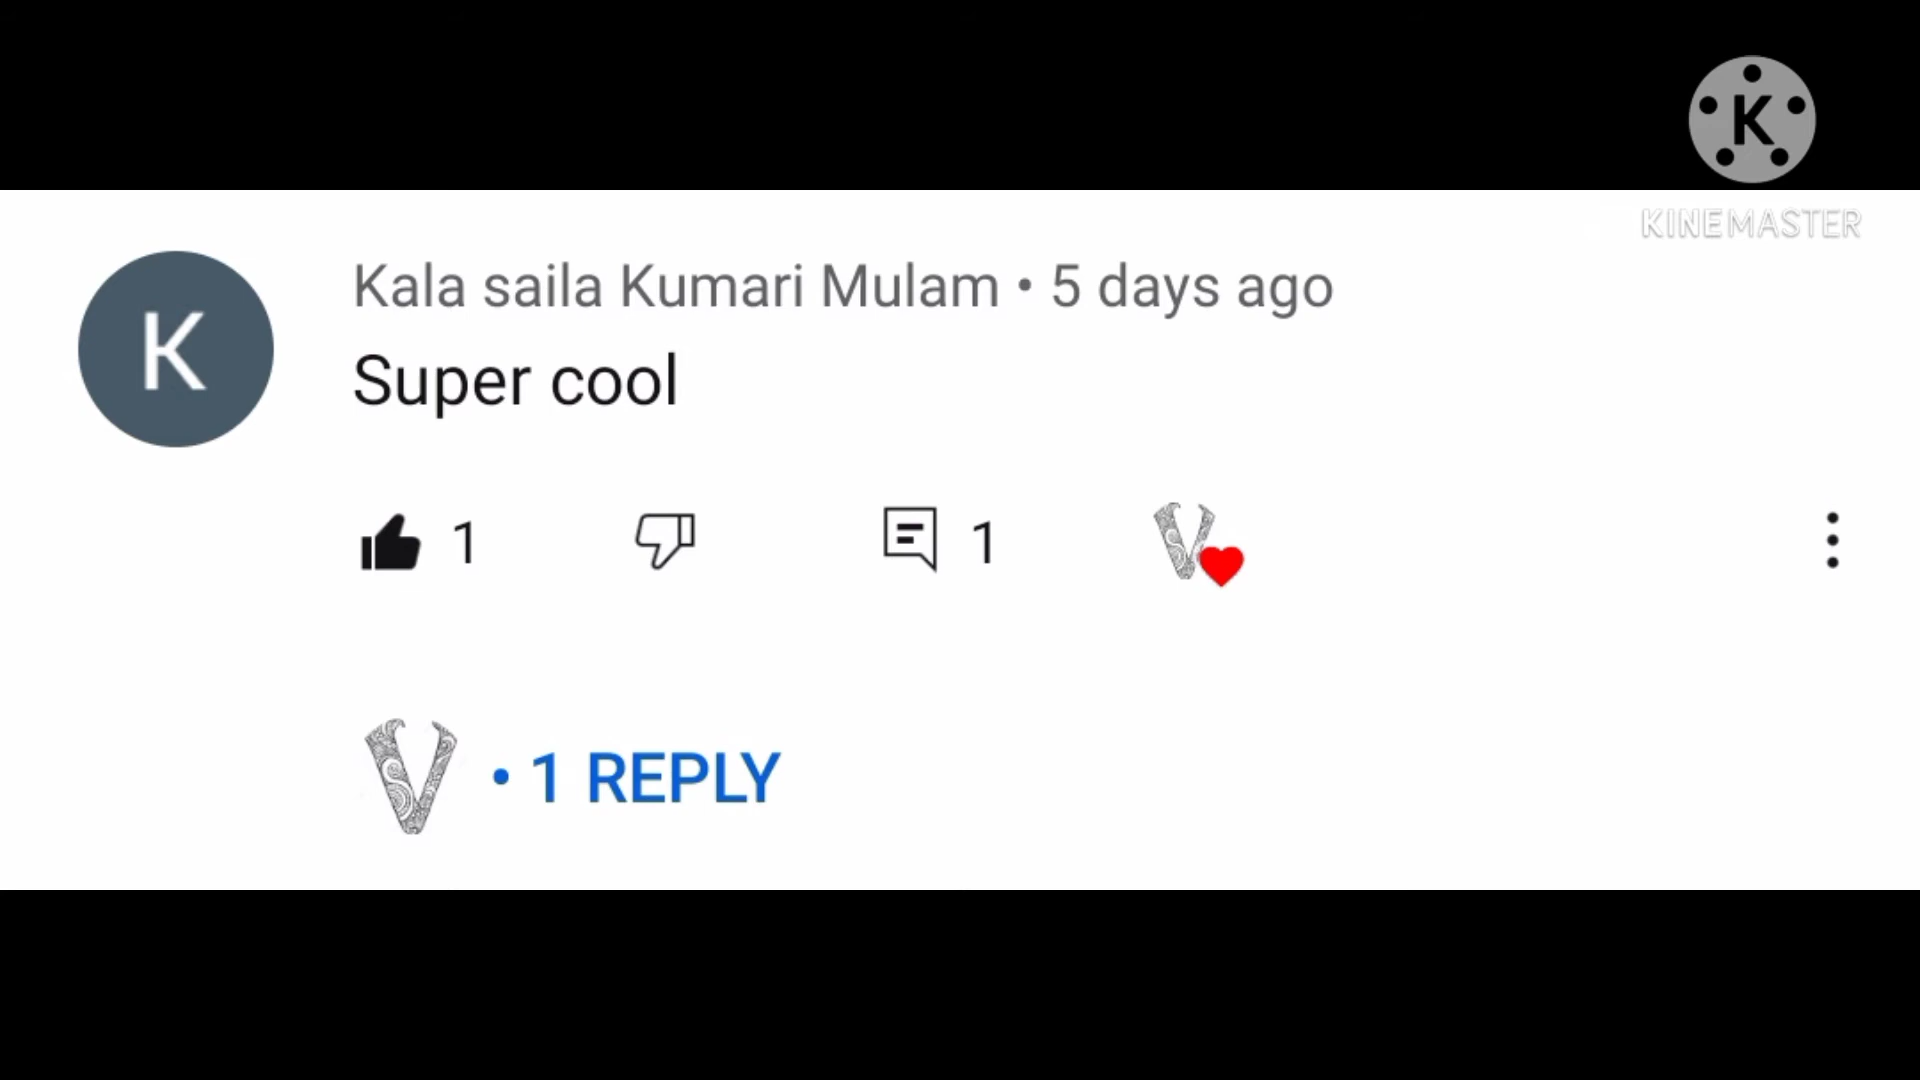 K
KINEMASTER
Kala saila Kumari Mulam • 5 days ago
K
Super cool
1
1
V
V • 1 REPLY